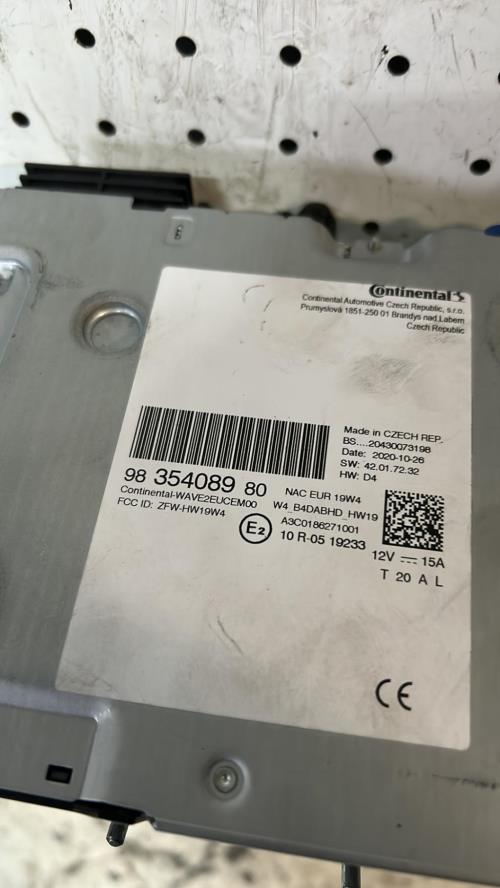 Continental
Continental Automotive Czech Republic, s.r.o.
Prumyslová 1851-250 01 Brandys nad Labem
Czech Republic
Made in CZECH REP.
BS....20430073198
Date: 2020-10-26
SW: 42.01.72.32
HW: D4
98 354089 80
NAC EUR 19W4
Continental-WAVE2EUCEM00
W4_B4DABHD_HW19
FCC ID: ZFW-HW19W4
A3C0186271001
E2
10 R-05 19233
12V ⎓ 15A
T 20 A L
CE